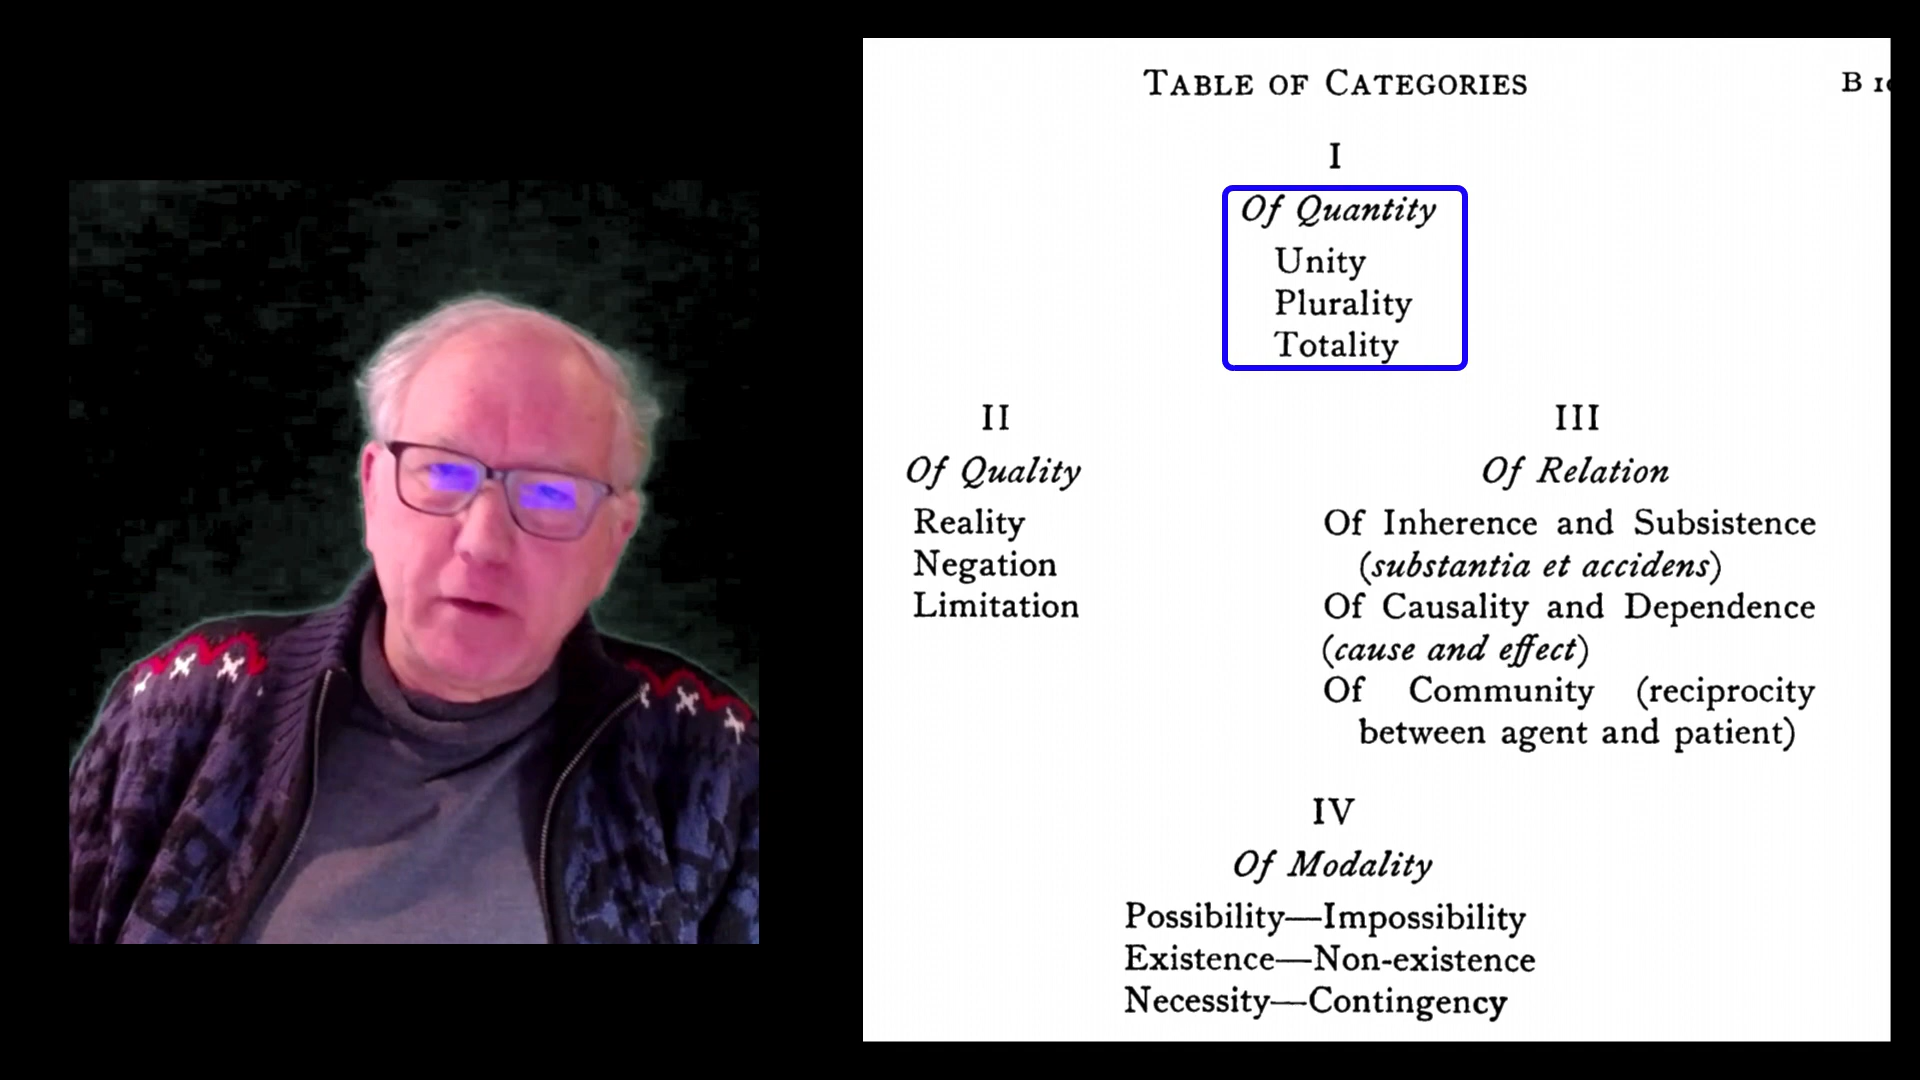 TABLE OF CATEGORIES
B
I
Of Quantity
Unity
Plurality
Totality
II
Of Quality
Reality
Negation
Limitation
III
Of Relation
Of Inherence and Subsistence
(substantia et accidens)
Of Causality and Dependence
(cause and effect)
Of Community (reciprocity
between agent and patient)
IV
Of Modality
Possibility—Impossibility
Existence—Non-existence
Necessity—Contingency